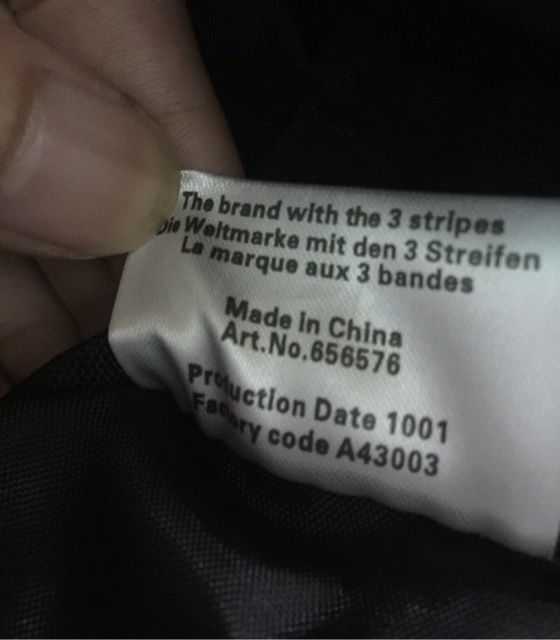 The brand with the 3 stripes
Die Weltmarke mit den 3 Streifen
La marque aux 3 bandes
Made in China
Art.No.656576
Production Date 1001
Factory code A43003